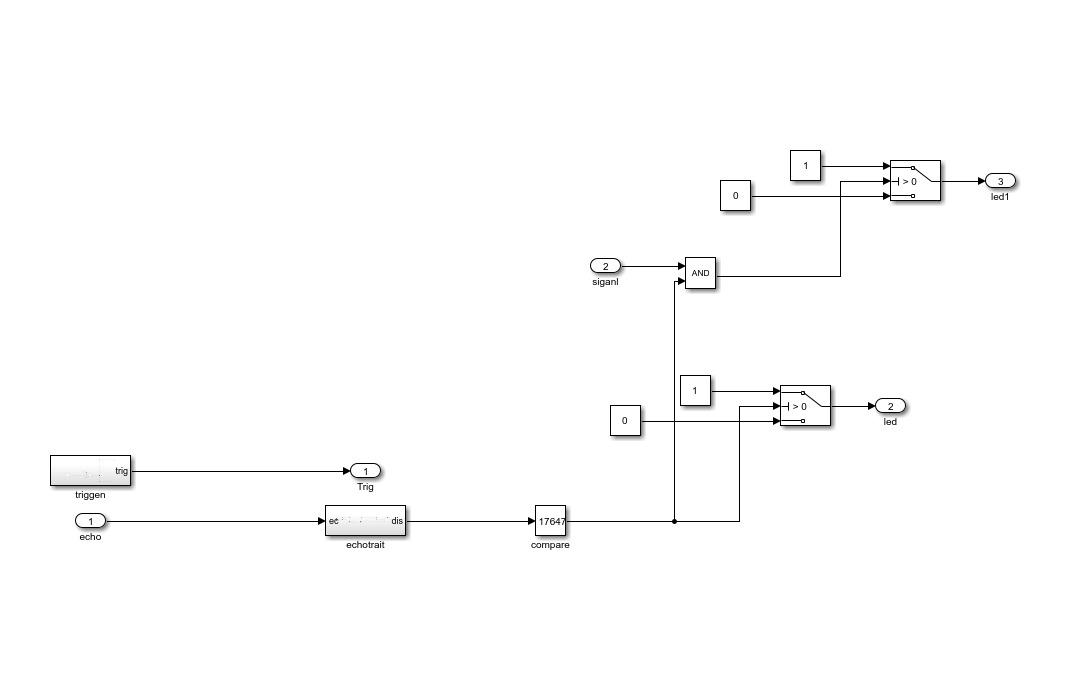 1
3
> 0
0
led1
2
AND
siganl
1
2
> 0
0
led
trig
1
triggen
Trig
1
ec
dis
17647
echo
echotrait
compare